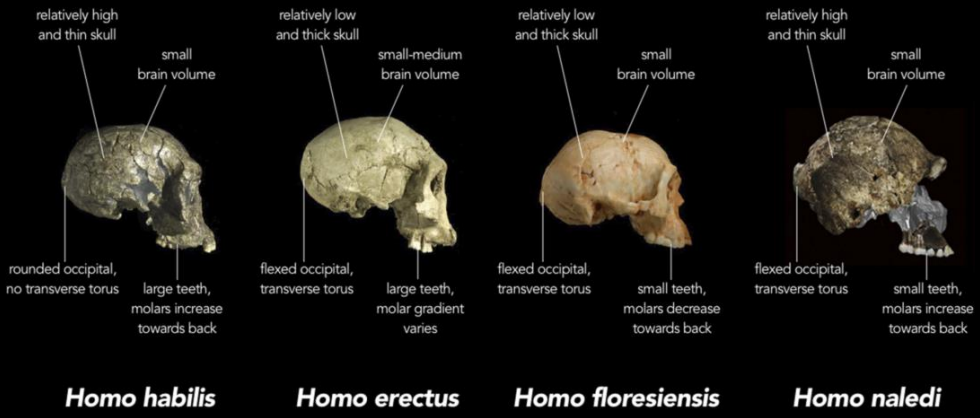 relatively high
and thin skull
small
brain volume
rounded occipital,
no transverse torus
large teeth,
molars increase
towards back
Homo habilis
relatively low
and thick skull
small-medium
brain volume
flexed occipital,
transverse torus
large teeth,
molar gradient
varies
Homo erectus
relatively low
and thick skull
small
brain volume
flexed occipital,
transverse torus
small teeth,
molars decrease
towards back
Homo floresiensis
relatively high
and thin skull
small
brain volume
flexed occipital,
transverse torus
small teeth,
molars increase
towards back
Homo naledi